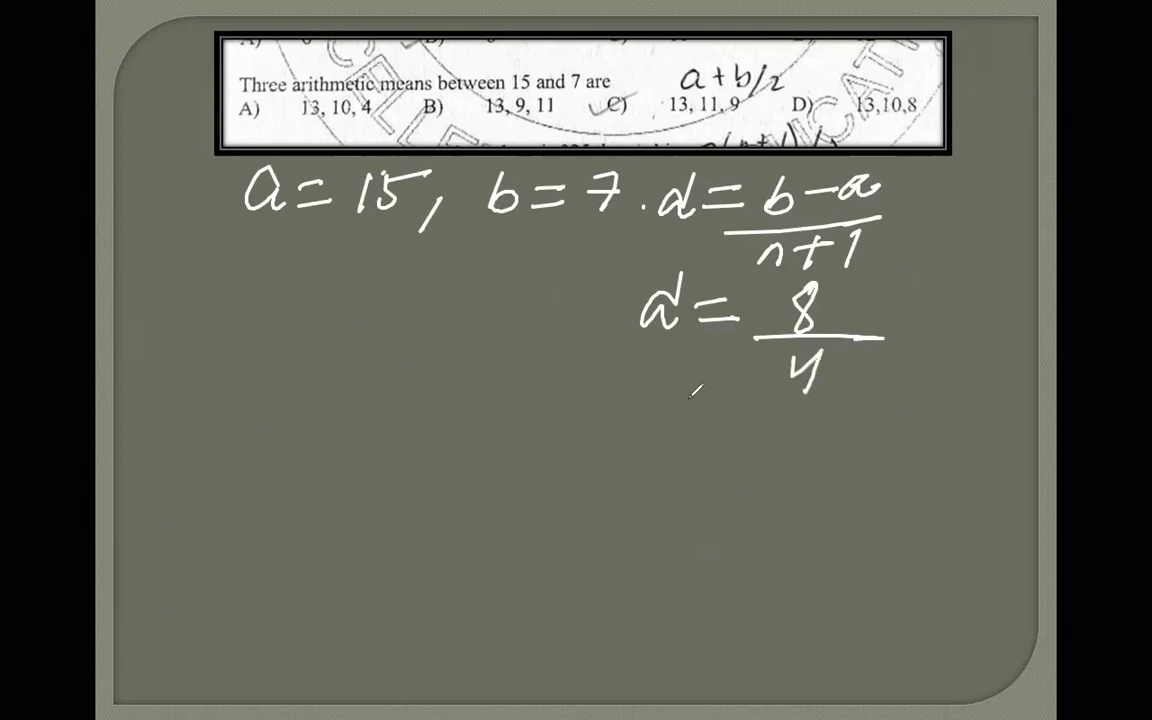 Three arithmetic means between 15 and 7 are a+b/2
A) 13, 10, 4 B) 13, 9, 11 C) 13, 11, 9 D) 13,10,8
a = 15, b = 7 . d = b - a
n + 1
d = 8
4